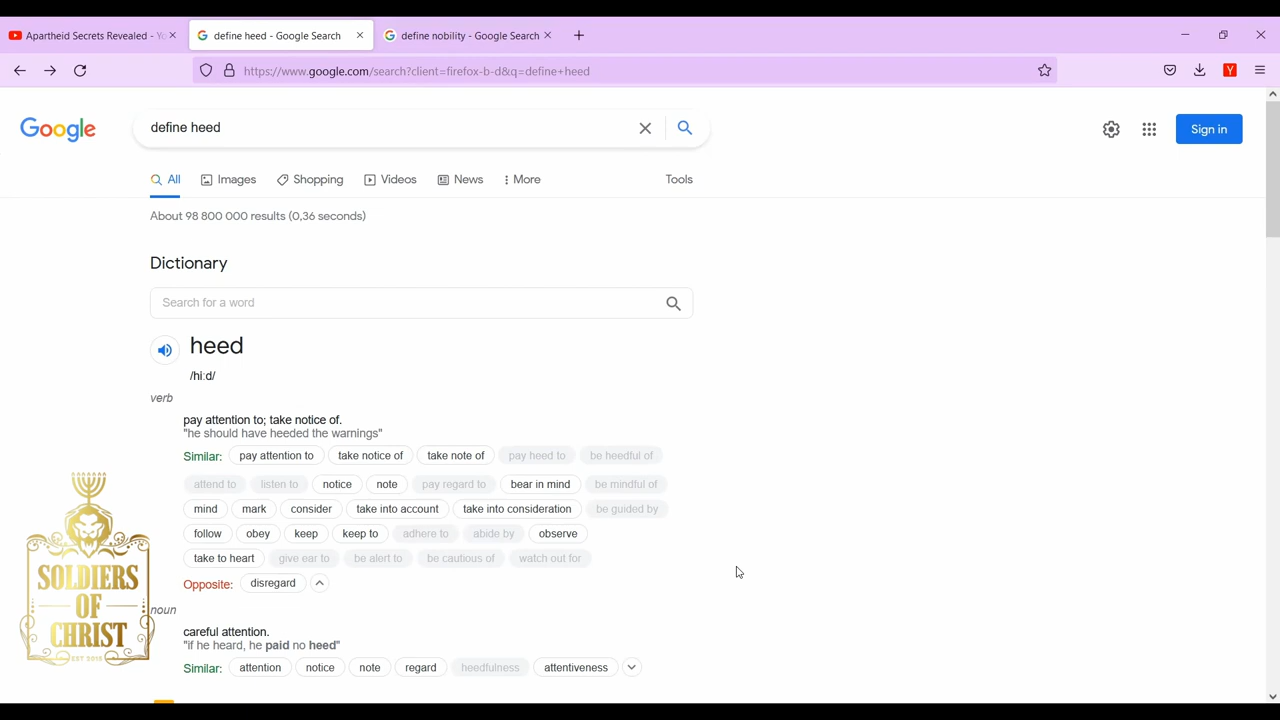 Apartheid Secrets Revealed - Yo
define heed - Google Search
define nobility - Google Search
https://www.google.com/search?client=firefox-b-d&q=define+heed
Y
Google
define heed
Sign in
All
Images
Shopping
Videos
News
More
Tools
About 98 800 000 results (0,36 seconds)
Dictionary
Search for a word
heed
/hiːd/
verb
pay attention to; take notice of.
"he should have heeded the warnings"
Similar: pay attention to take notice of take note of pay heed to be heedful of
attend to listen to notice note pay regard to bear in mind be mindful of
mind mark consider take into account take into consideration be guided by
follow obey keep keep to adhere to abide by observe
take to heart give ear to be alert to be cautious of watch out for
Opposite: disregard
noun
careful attention.
"if he heard, he paid no heed"
Similar: attention notice note regard heedfulness attentiveness
SOLDIERS
OF
CHRIST
EST 2015